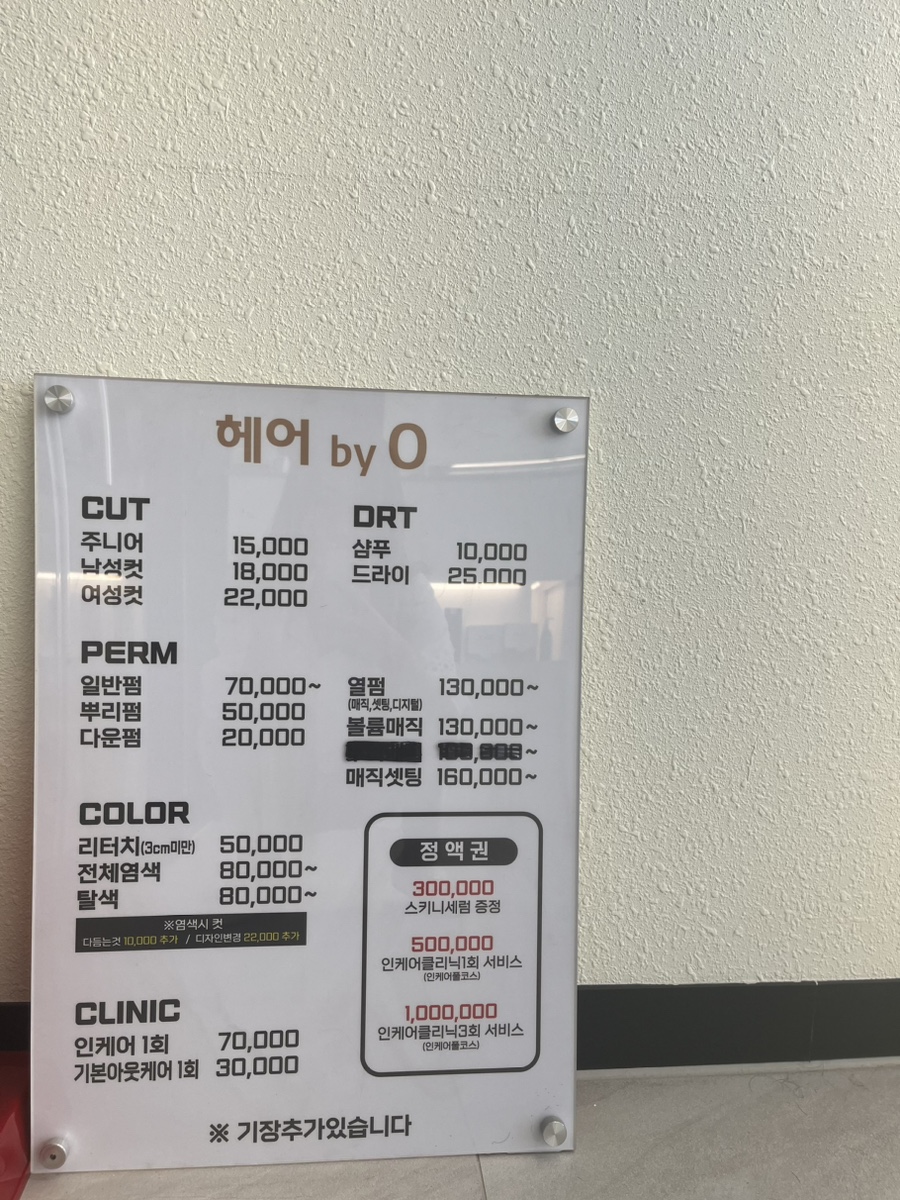 헤어 by O
CUT
주니어 15,000
남성컷 18,000
여성컷 22,000
DRT
샴푸 10,000
드라이 25,000
PERM
일반펌 70,000~
뿌리펌 50,000
다운펌 20,000
열펌 130,000~
(매직,셋팅,디지털)
볼륨매직 130,000~
~
매직셋팅 160,000~
COLOR
리터치(3cm미만) 50,000
전체염색 80,000~
탈색 80,000~
※염색시 컷
다듬는것 10,000 추가 / 디자인변경 22,000 추가
정액권
300,000
스키니세럼 증정
500,000
인케어클리닉1회 서비스
(인케어풀코스)
1,000,000
인케어클리닉3회 서비스
(인케어풀코스)
CLINIC
인케어 1회 70,000
기본아웃케어 1회 30,000
※ 기장추가있습니다